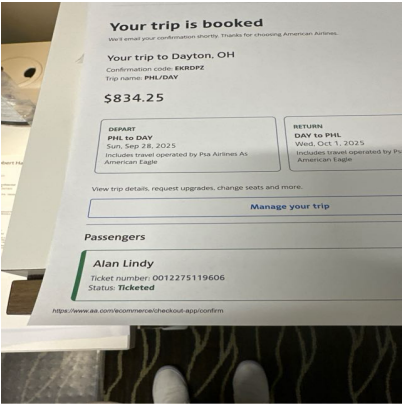 Your trip is booked
We'll email your confirmation shortly. Thanks for choosing American Airlines.
Your trip to Dayton, OH
Confirmation code: EKRDPZ
Trip name: PHL/DAY
$834.25
DEPART
PHL to DAY
Sun, Sep 28, 2025
Includes travel operated by Psa Airlines As
American Eagle
RETURN
DAY to PHL
Wed, Oct 1, 2025
Includes travel operated by Ps
American Eagle
View trip details, request upgrades, change seats and more.
Manage your trip
Passengers
Alan Lindy
Ticket number: 0012275119606
Status: Ticketed
https://www.aa.com/ecommerce/checkout-app/confirm